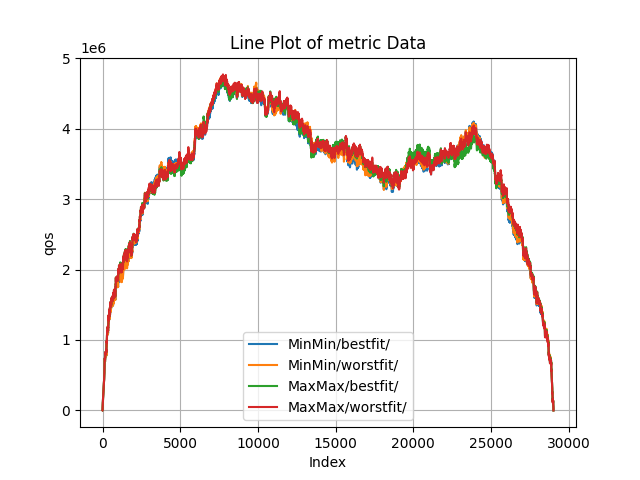 Line Plot of metric Data
1e6
5
4
3
2
1
0
qos
0
5000
10000
15000
20000
25000
30000
Index
MinMin/bestfit/
MinMin/worstfit/
MaxMax/bestfit/
MaxMax/worstfit/